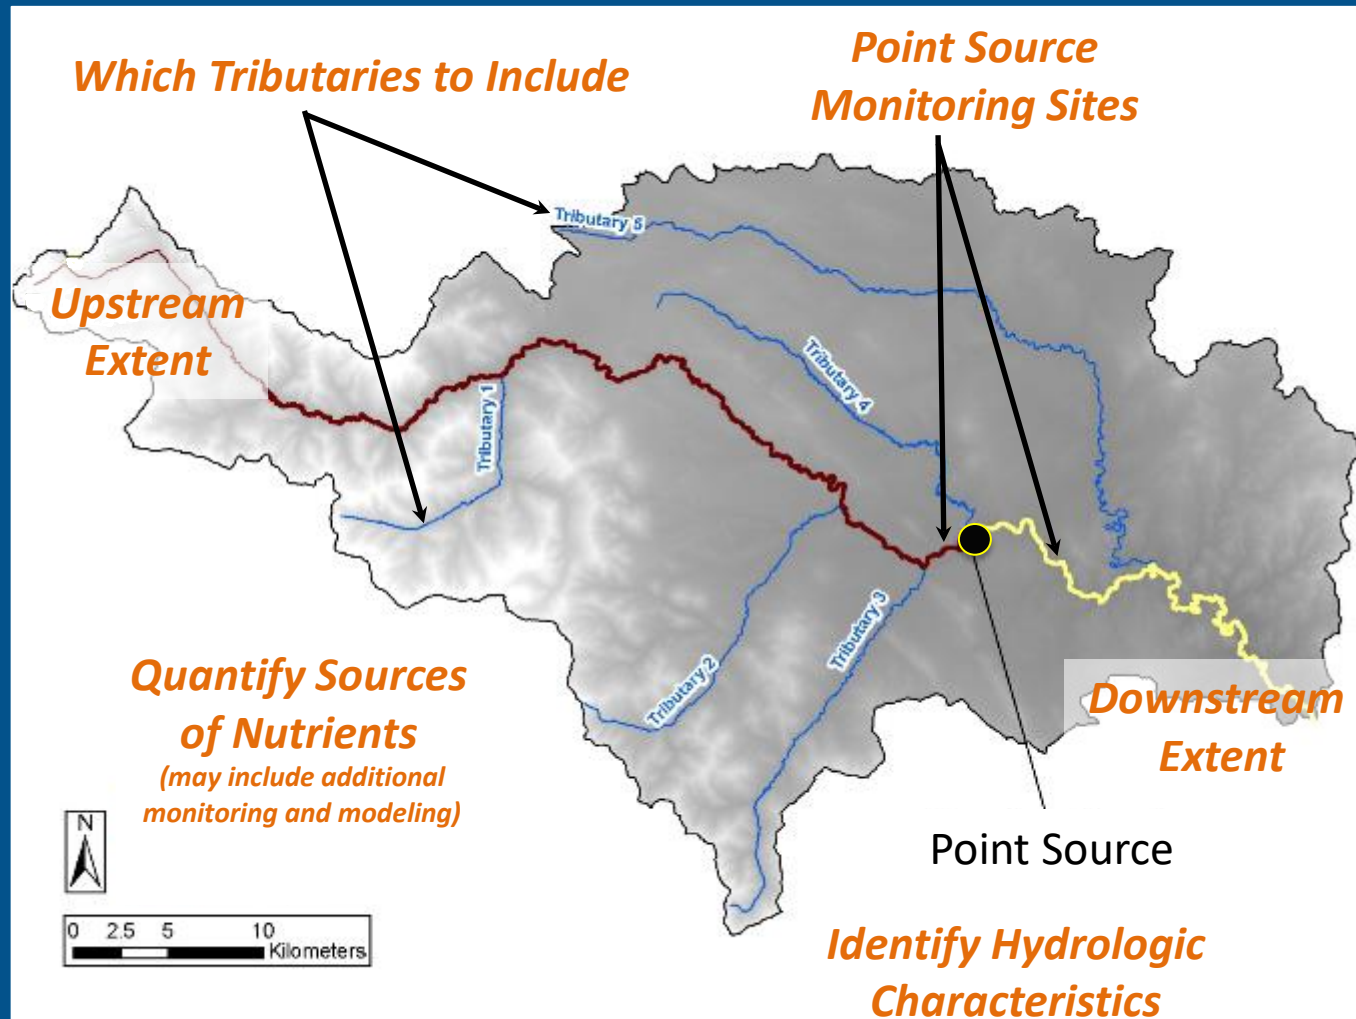 Which Tributaries to Include
Point Source
Monitoring Sites
Tributary 5
Upstream
Extent
Tributary 1
Tributary 4
Tributary 3
Tributary 2
Quantify Sources
of Nutrients
(may include additional
monitoring and modeling)
Downstream
Extent
N
Point Source
0 2.5 5 10
Kilometers
Identify Hydrologic
Characteristics